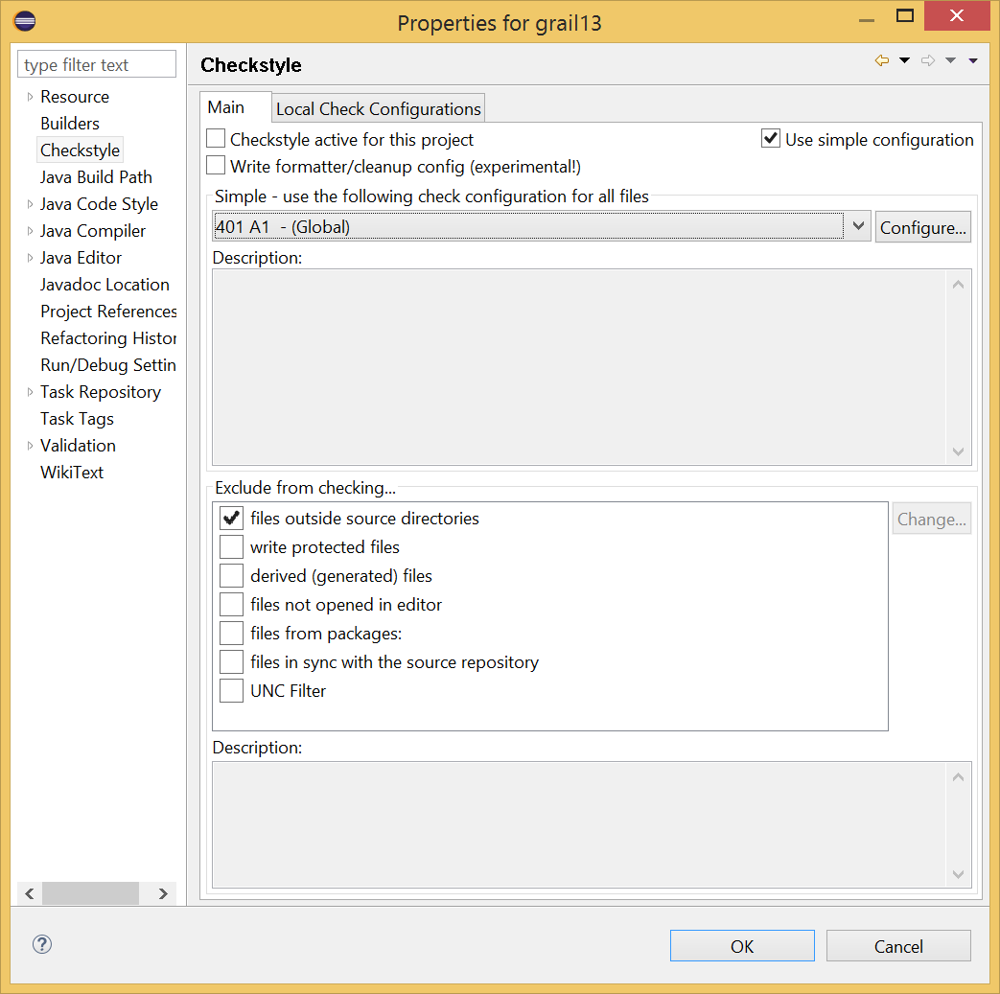 Properties for grail13
type filter text
Resource
Builders
Checkstyle
Java Build Path
Java Code Style
Java Compiler
Java Editor
Javadoc Location
Project References
Refactoring Histor
Run/Debug Settin
Task Repository
Task Tags
Validation
WikiText
Checkstyle
Main
Local Check Configurations
Checkstyle active for this project
Use simple configuration
Write formatter/cleanup config (experimental!)
Simple - use the following check configuration for all files
401 A1 - (Global)
Configure...
Description:
Exclude from checking...
files outside source directories
Change...
write protected files
derived (generated) files
files not opened in editor
files from packages:
files in sync with the source repository
UNC Filter
Description:
?
OK
Cancel